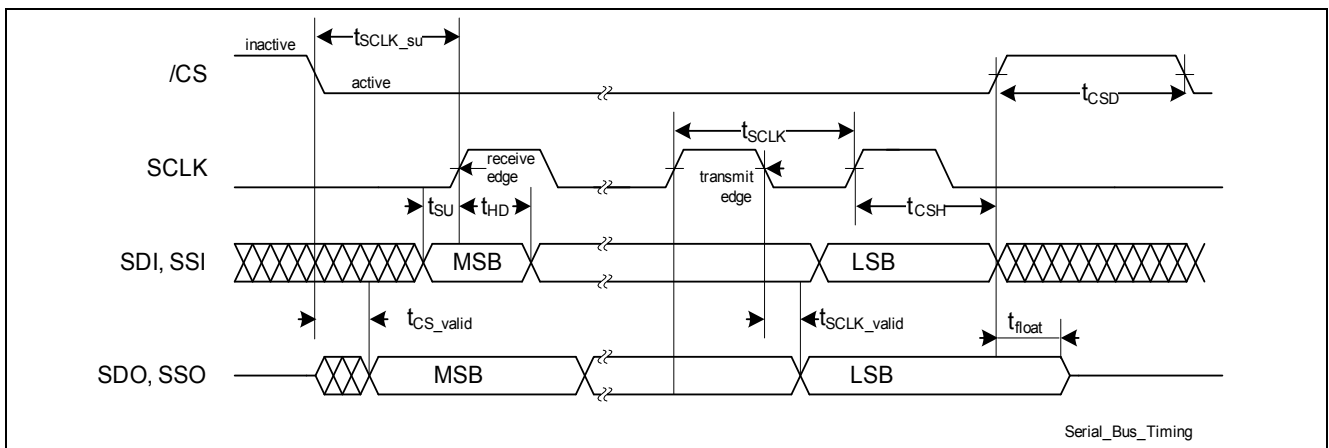 inactive
tSCLK_su
/CS
active
tCSD
tSCLK
SCLK
receive
edge
transmit
edge
tSU
tHD
tCSH
SDI, SSI
MSB
LSB
tCS_valid
tSCLK_valid
tfloat
SDO, SSO
MSB
LSB
Serial_Bus_Timing